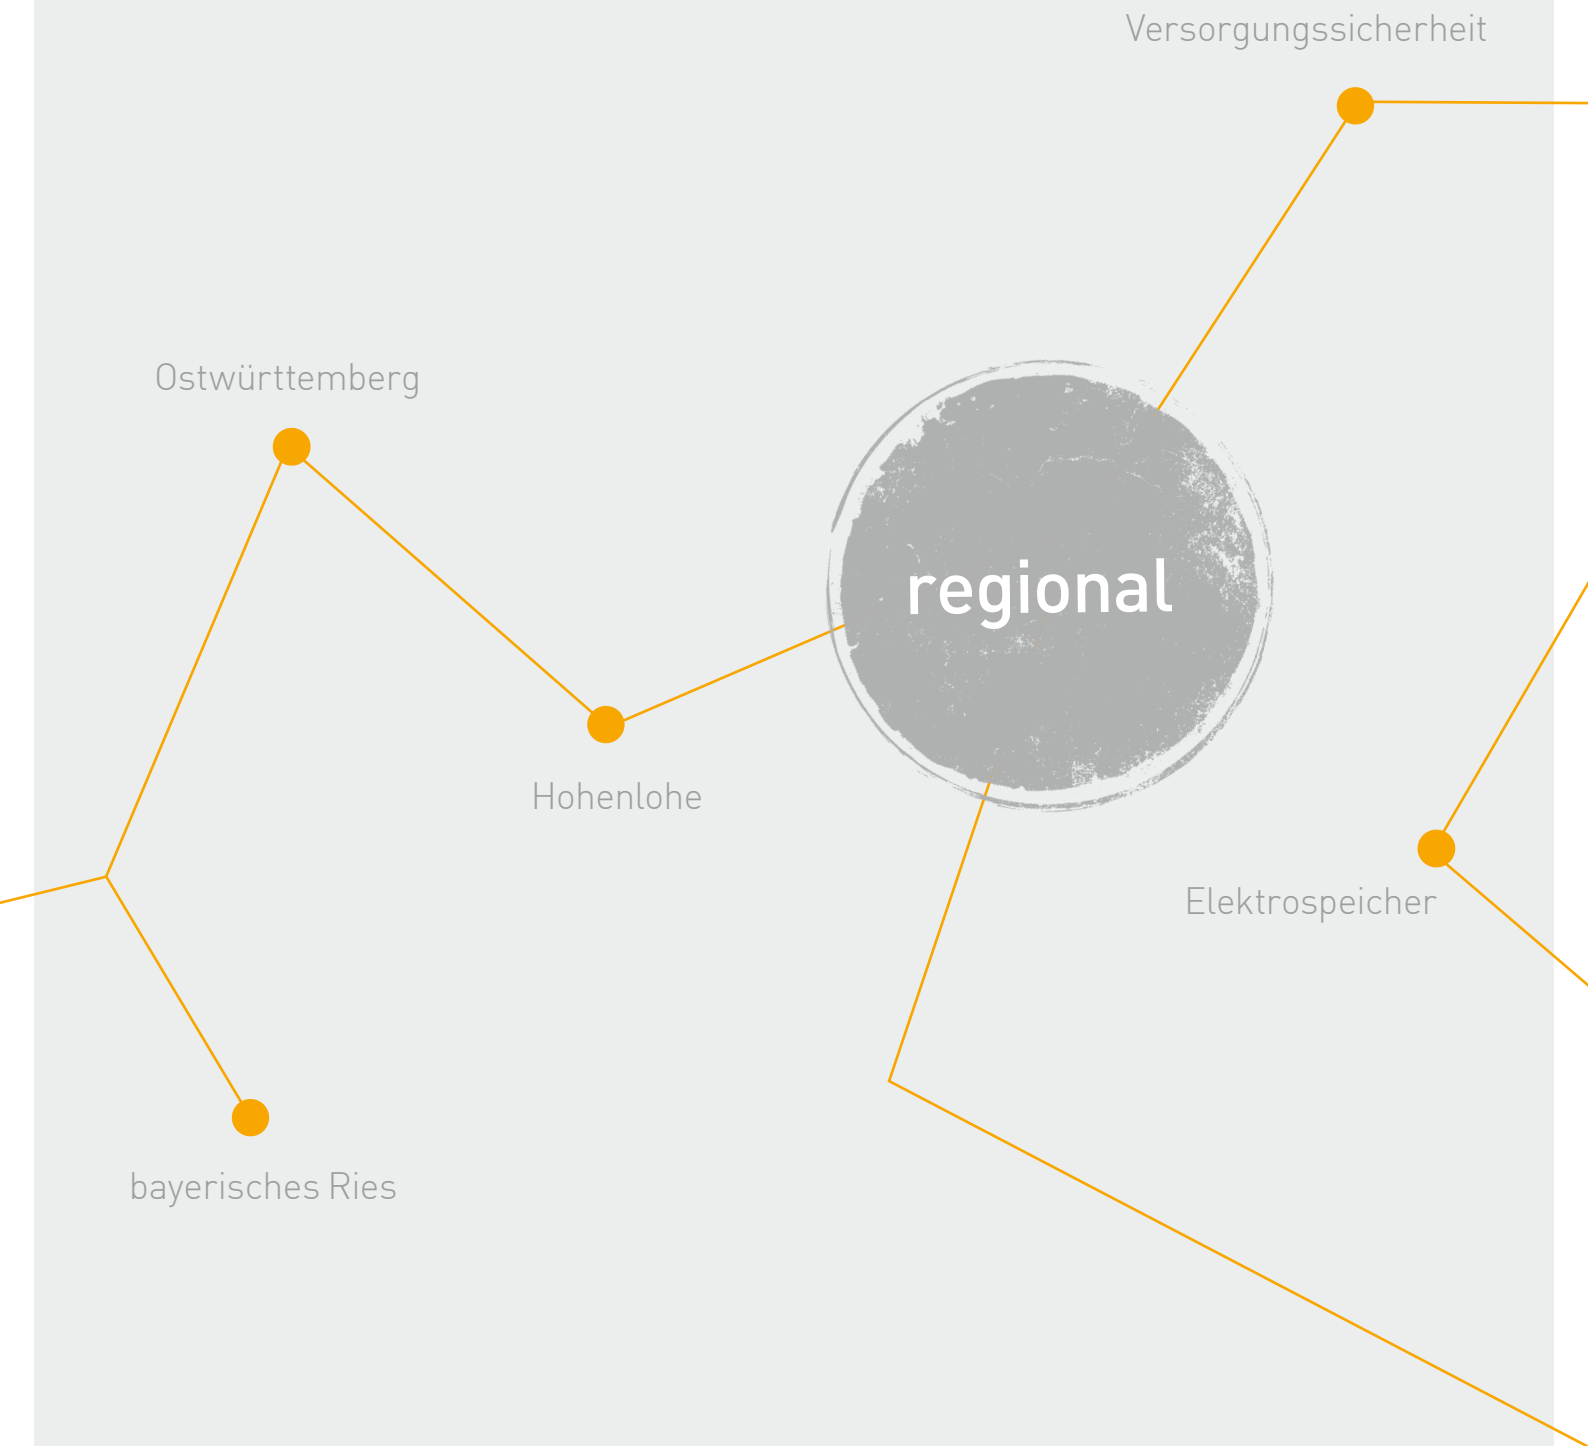 Versorgungssicherheit
Ostwürttemberg
regional
Hohenlohe
Elektrospeicher
bayerisches Ries